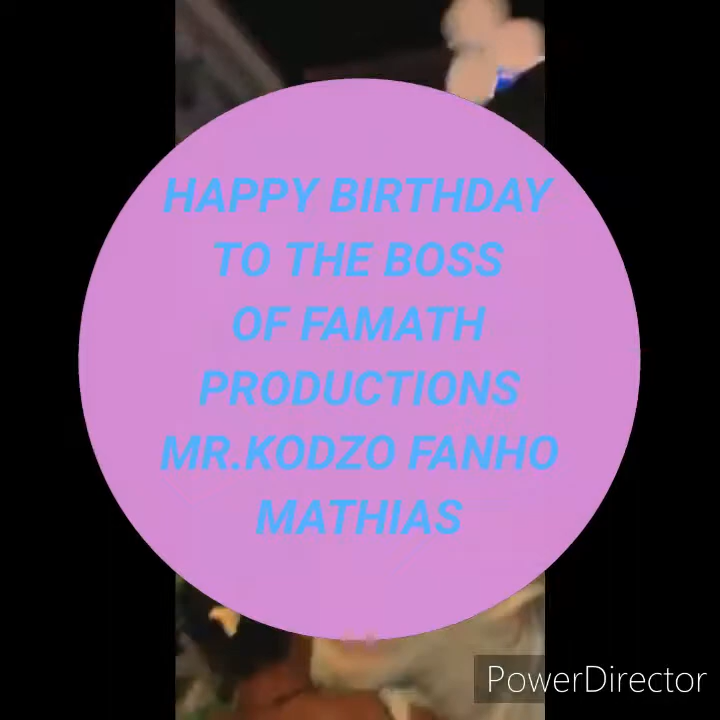 HAPPY BIRTHDAY
TO THE BOSS
OF FAMATH
PRODUCTIONS
MR.KODZO FANHO
MATHIAS
PowerDirector